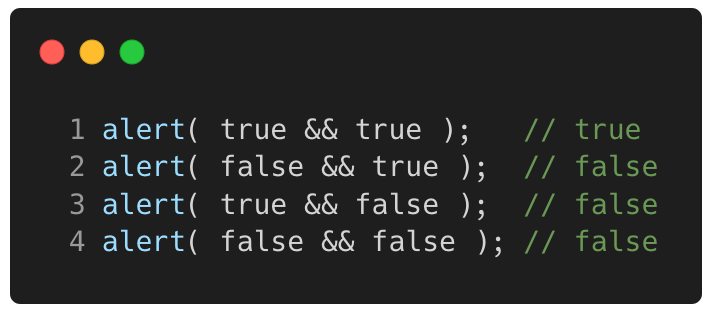 1 alert( true && true );   // true
2 alert( false && true );  // false
3 alert( true && false );  // false
4 alert( false && false ); // false